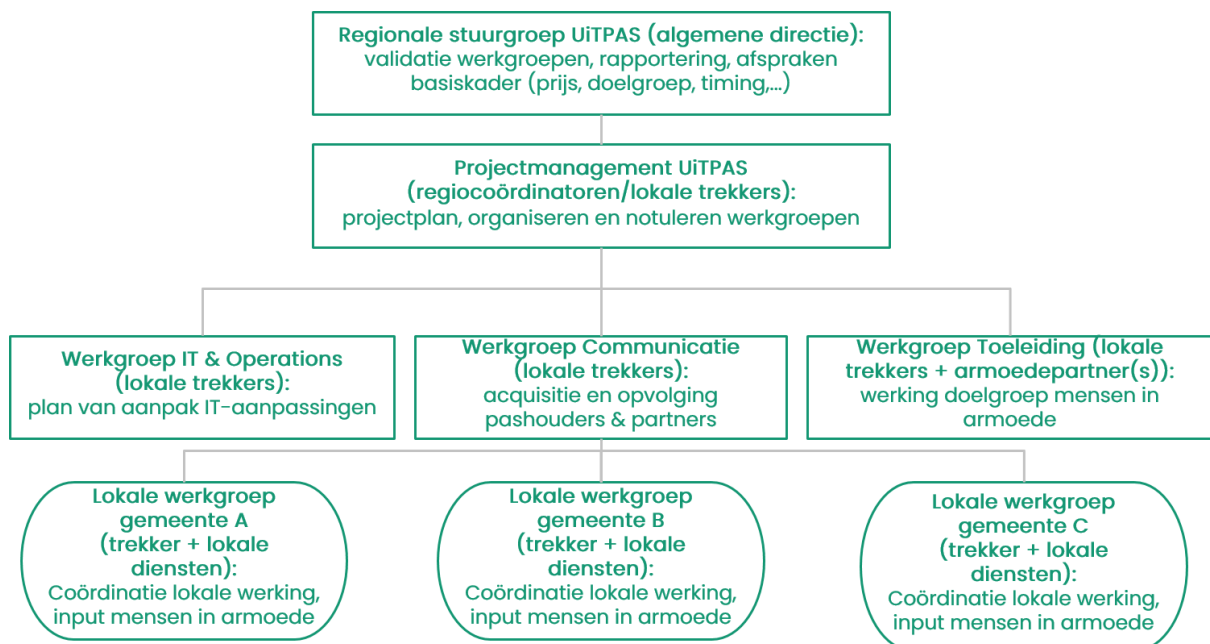 Regionale stuurgroep UiTPAS (algemene directie):
validatie werkgroepen, rapportering, afspraken
basiskader (prijs, doelgroep, timing,...)
Projectmanagement UiTPAS
(regiocoördinatoren/lokale trekkers):
projectplan, organiseren en notuleren werkgroepen
Werkgroep IT & Operations
(lokale trekkers):
plan van aanpak IT-aanpassingen
Werkgroep Communicatie
(lokale trekkers):
acquisitie en opvolging
pashouders & partners
Werkgroep Toeleiding (lokale
trekkers + armoedepartner(s)):
werking doelgroep mensen in
armoede
Lokale werkgroep
gemeente A
(trekker + lokale
diensten):
Coördinatie lokale werking,
input mensen in armoede
Lokale werkgroep
gemeente B
(trekker + lokale
diensten):
Coördinatie lokale werking,
input mensen in armoede
Lokale werkgroep
gemeente C
(trekker + lokale
diensten):
Coördinatie lokale werking,
input mensen in armoede